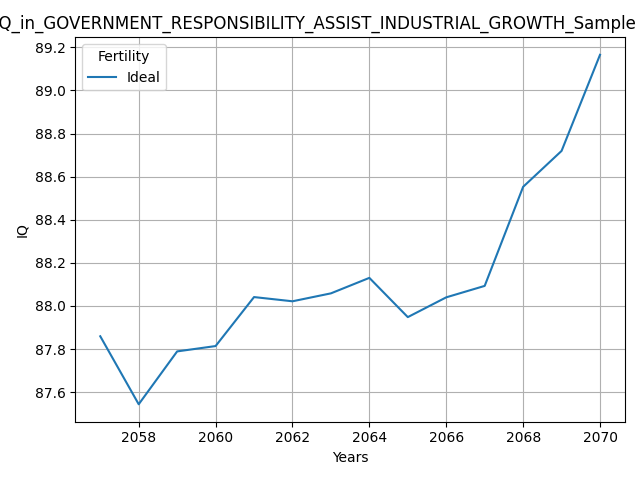 Q_in_GOVERNMENT_RESPONSIBILITY_ASSIST_INDUSTRIAL_GROWTH_Sample
89.2
89.0
88.8
88.6
88.4
88.2
88.0
87.8
87.6
IQ
Fertility
Ideal
2058 2060 2062 2064 2066 2068 2070
Years